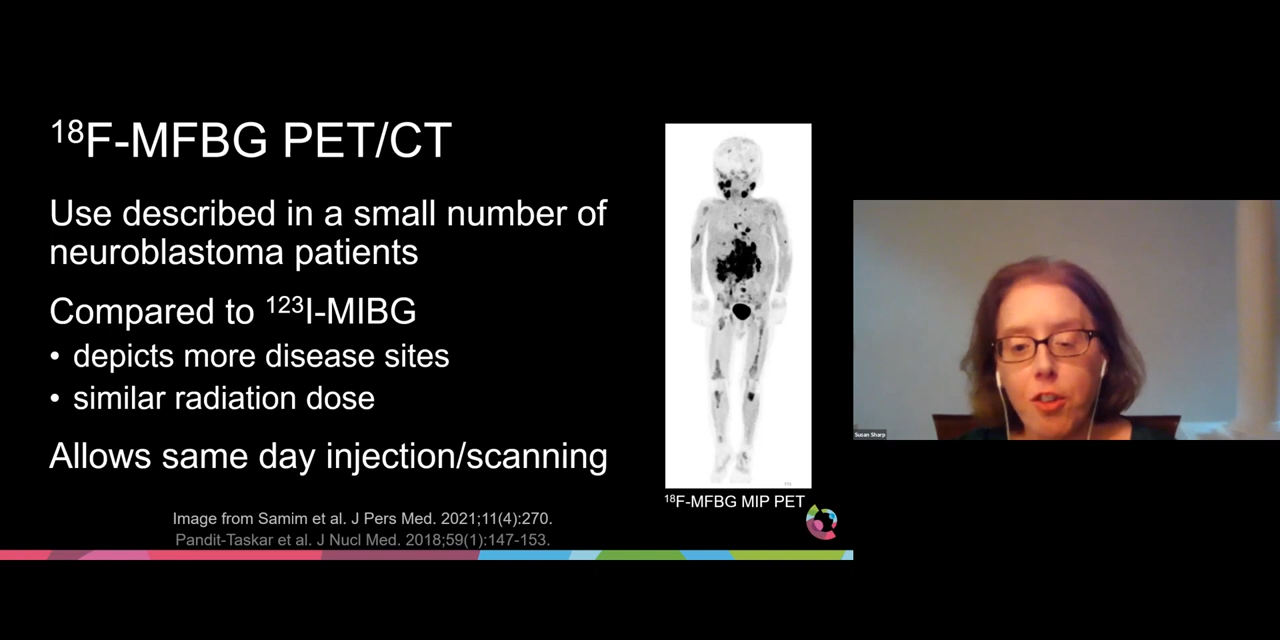 18F-MFBG PET/CT
Use described in a small number of
neuroblastoma patients
Compared to 123I-MIBG
• depicts more disease sites
• similar radiation dose
Allows same day injection/scanning
18F-MFBG MIP PET
Image from Samim et al. J Pers Med. 2021;11(4):270.
Pandit-Taskar et al. J Nucl Med. 2018;59(1):147-153.
Susan Sharp